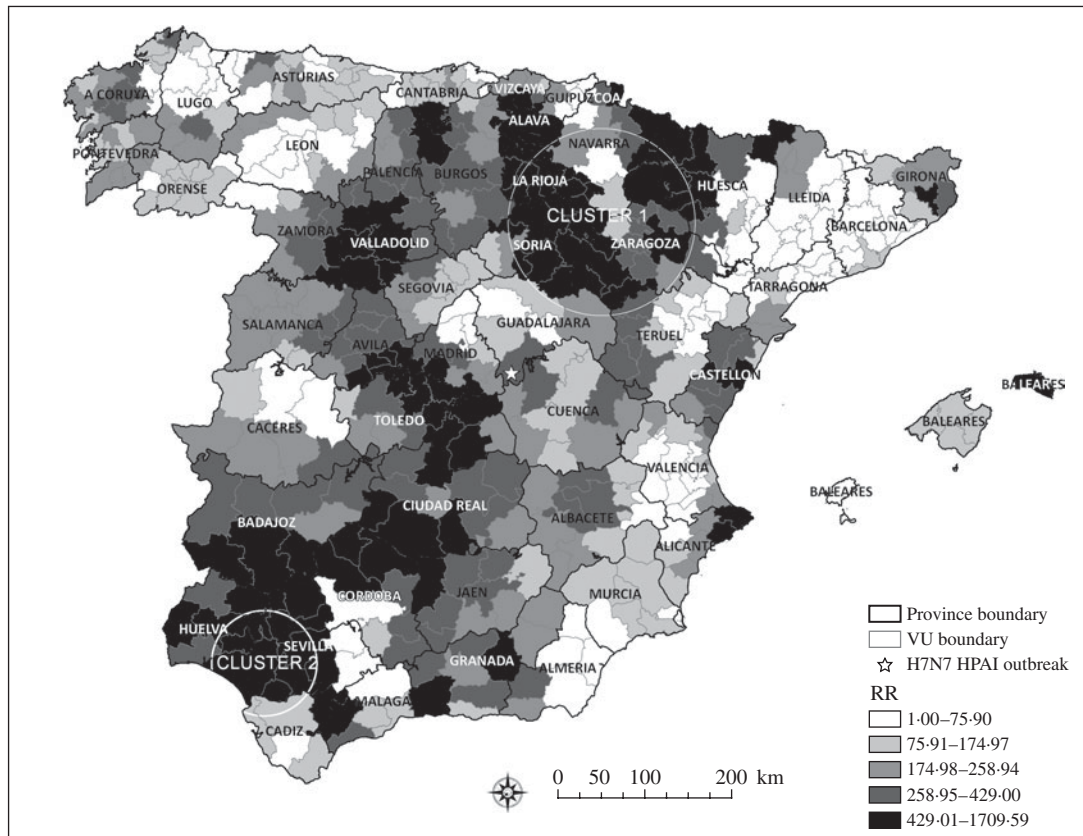 ASTURIAS
CANTABRIA
VIZCAYA
GUIPUZCOA
A CORUYA
LUGO
ALAVA
NAVARRA
LEON
PONTEVEDRA
PALENCIA
BURGOS
LA RIOJA
HUESCA
LLEIDA
GIRONA
ORENSE
CLUSTER 1
BARCELONA
ZAMORA
VALLADOLID
SORIA
ZARAGOZA
SEGOVIA
TARRAGONA
SALAMANCA
GUADALAJARA
TERUEL
AVILA
MADRID
CASTELLON
BALEARES
CACERES
TOLEDO
CUENCA
BALEARES
VALENCIA
BALEARES
BADAJOZ
CIUDAD REAL
ALBACETE
ALICANTE
CORDOBA
JAEN
MURCIA
HUELVA
SEVILLA
CLUSTER 2
GRANADA
ALMERIA
MALAGA
CADIZ
Province boundary
VU boundary
H7N7 HPAI outbreak
RR
1·00–75·90
75·91–174·97
174·98–258·94
258·95–429·00
429·01–1709·59
0 50 100 200 km